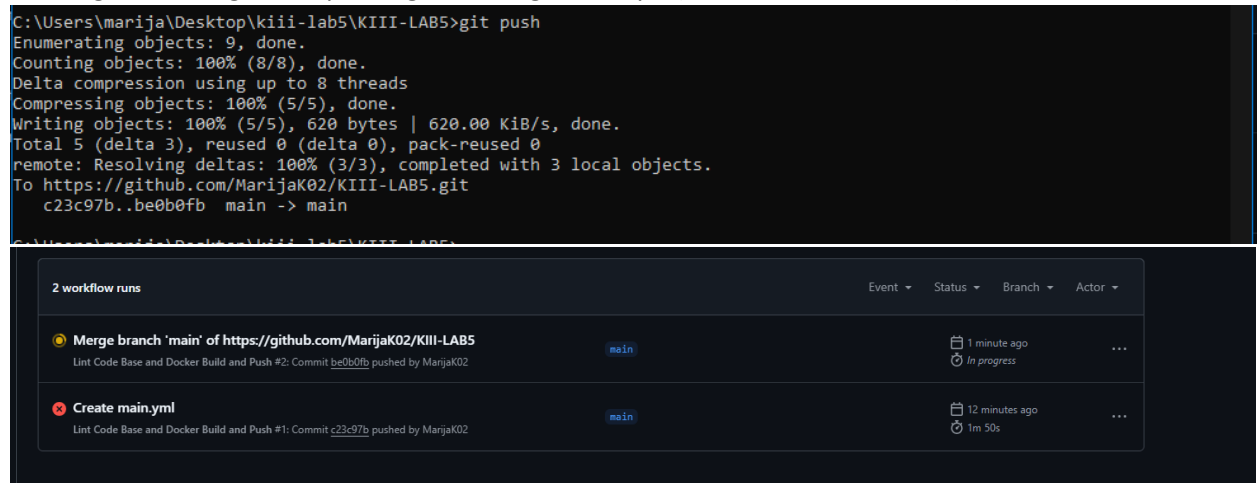 C:\Users\marija\Desktop\kiii-lab5\KIII-LAB5>git push
Enumerating objects: 9, done.
Counting objects: 100% (8/8), done.
Delta compression using up to 8 threads
Compressing objects: 100% (5/5), done.
Writing objects: 100% (5/5), 620 bytes | 620.00 KiB/s, done.
Total 5 (delta 3), reused 0 (delta 0), pack-reused 0
remote: Resolving deltas: 100% (3/3), completed with 3 local objects.
To https://github.com/MarijaK02/KIII-LAB5.git
c23c97b..be0b0fb main -> main
2 workflow runs Event Status Branch Actor
Merge branch 'main' of https://github.com/MarijaK02/KIII-LAB5
main
1 minute ago
Lint Code Base and Docker Build and Push #2: Commit be0b0fb pushed by MarijaK02
In progress
Create main.yml
main
12 minutes ago
Lint Code Base and Docker Build and Push #1: Commit c23c97b pushed by MarijaK02
1m 50s